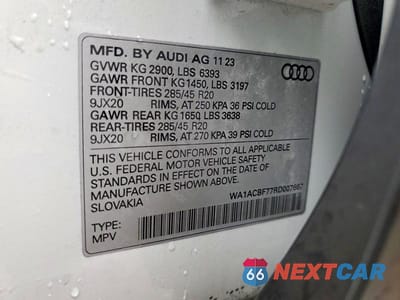 MFD. BY AUDI AG 11 23
GVWR KG 2900, LBS 6393
GAWR FRONT KG1450, LBS 3197
FRONT-TIRES 285/45 R20
9JX20 RIMS, AT 250 KPA 36 PSI COLD
GAWR REAR KG 1650 LBS 3638
REAR-TIRES 285/45 R20
9JX20 RIMS, AT 270 KPA 39 PSI COLD
THIS VEHICLE CONFORMS TO ALL APPLICABLE
U.S. FEDERAL MOTOR VEHICLE SAFETY
STANDARDS IN EFFECT ON THE DATE OF
MANUFACTURE SHOWN ABOVE.
SLOVAKIA WA1ACBF77RD007667
TYPE:
MPV
66 NEXTCAR